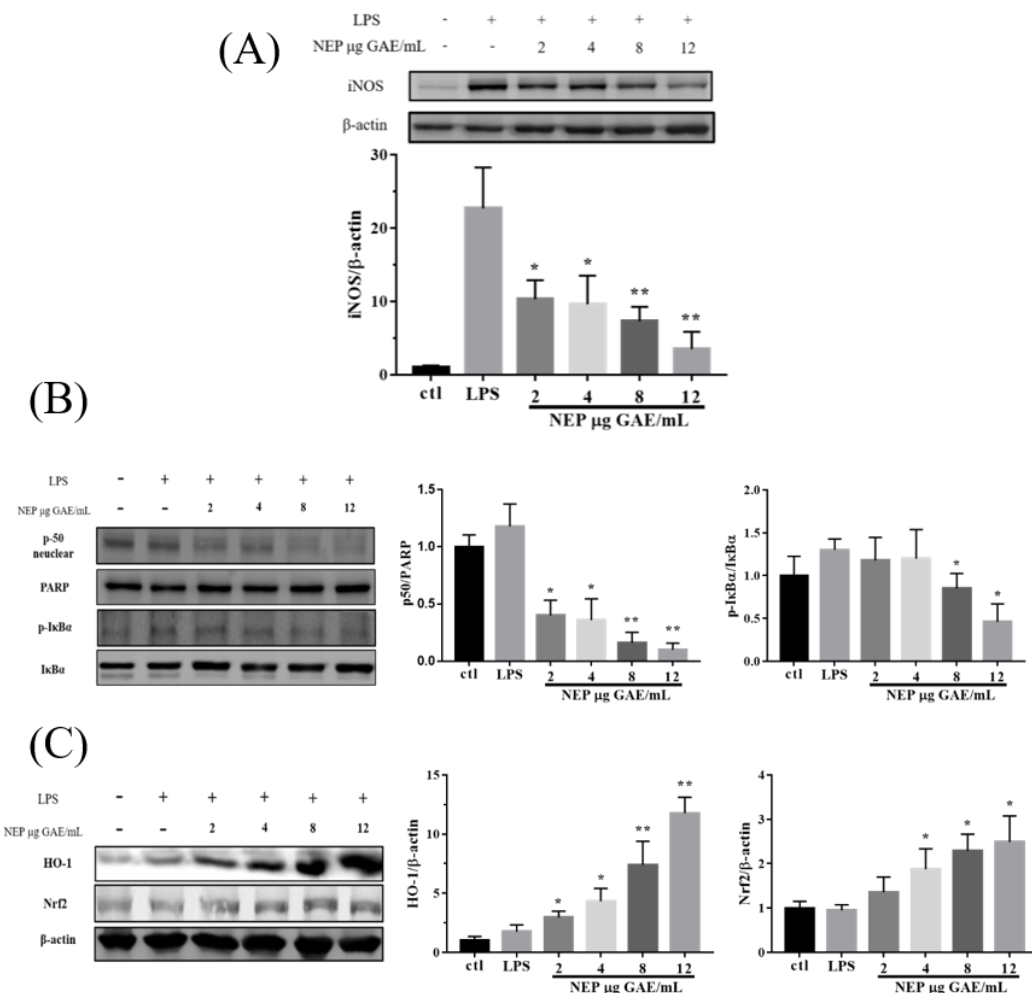 LPS - + + + + +
(A)
NEP μg GAE/mL - - 2 4 8 12
iNOS
β-actin
30
20
10
0
iNOS/β-actin
* * ** **
ctl LPS 2 4 8 12
NEP μg GAE/mL
(B)
LPS - + + + + +
NEP μg GAE/mL - - 2 4 8 12
p-50
neuclear
PARP
p-IκBα
IκBα
1.5
1.0
0.5
0.0
p50/PARP
* * ** **
ctl LPS 2 4 8 12
NEP μg GAE/mL
2.0
1.5
1.0
0.5
0.0
p-IκBα/IκBα
* *
ctl LPS 2 4 8 12
NEP μg GAE/mL
(C)
LPS - + + + + +
NEP μg GAE/mL - - 2 4 8 12
HO-1
Nrf2
β-actin
15
10
5
0
HO-1/β-actin
* * ** **
ctl LPS 2 4 8 12
NEP μg GAE/mL
4
3
2
1
0
Nrf2/β-actin
* * *
ctl LPS 2 4 8 12
NEP μg GAE/mL